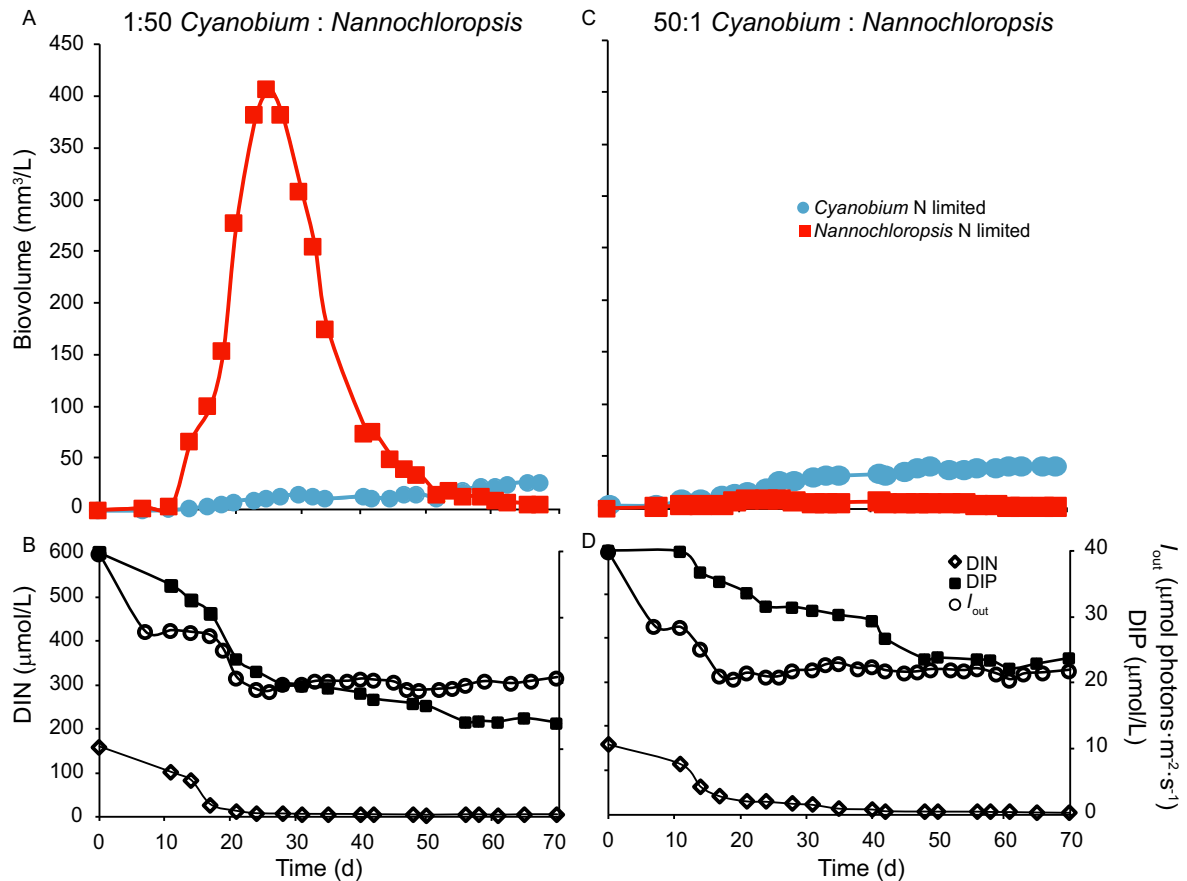 A
1:50 Cyanobium : Nannochloropsis
C
50:1 Cyanobium : Nannochloropsis
450
400
350
300
250
200
150
100
50
0
Biovolume (mm³/L)
Cyanobium N limited
Nannochloropsis N limited
B
600
500
400
300
200
100
0
DIN (µmol/L)
0 10 20 30 40 50 60 70
Time (d)
D
DIN
DIP
Iout
40
30
20
10
0
Iout (µmol photons·m-2·s-1)
DIP (µmol/L)
0 10 20 30 40 50 60 70
Time (d)